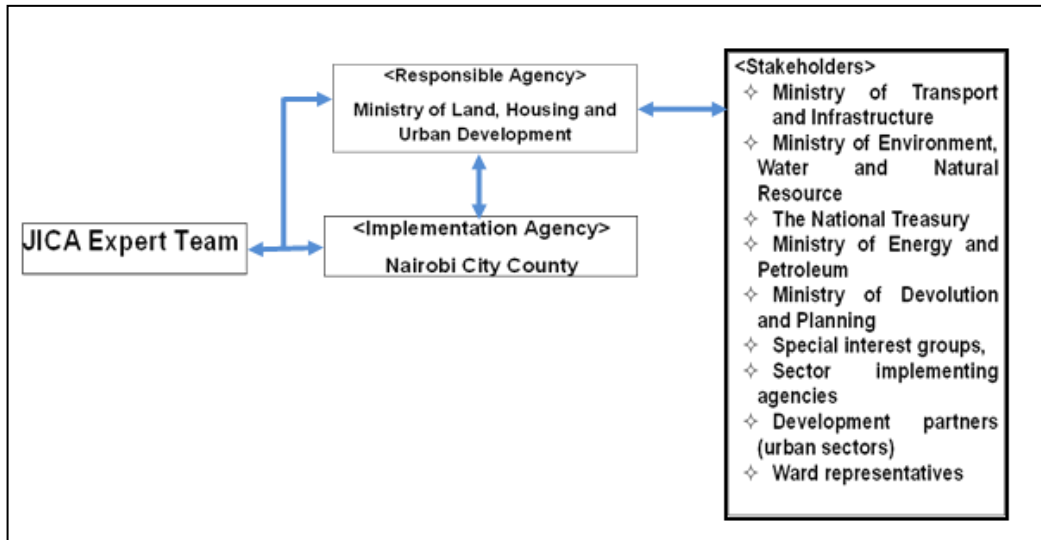 <Responsible Agency>
Ministry of Land, Housing and
Urban Development
JICA Expert Team
<Implementation Agency>
Nairobi City County
<Stakeholders>
✧ Ministry of Transport
and Infrastructure
✧ Ministry of Environment,
Water and Natural
Resource
✧ The National Treasury
✧ Ministry of Energy and
Petroleum
✧ Ministry of Devolution
and Planning
✧ Special interest groups,
✧ Sector implementing
agencies
✧ Development partners
(urban sectors)
✧ Ward representatives